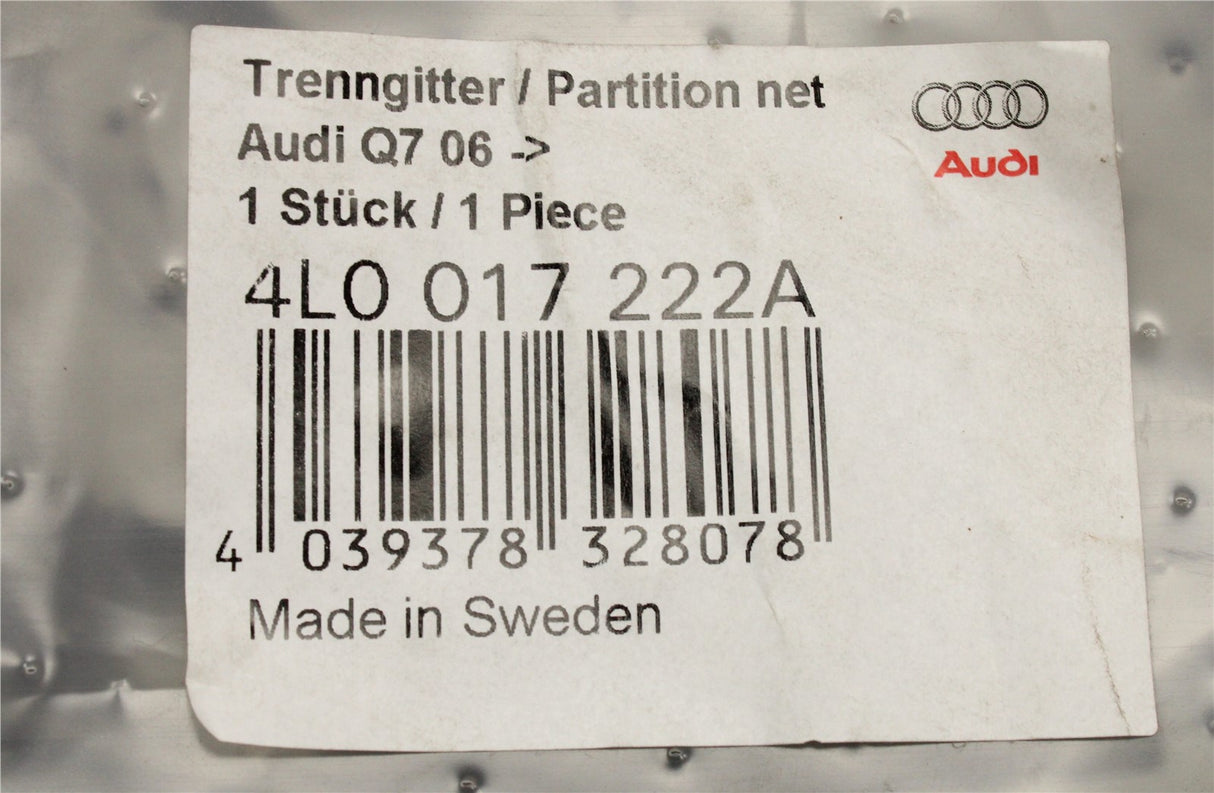 Trenngitter / Partition net
Audi Q7 06 ->
1 Stück / 1 Piece
Audi
4L0 017 222A
4 039378 328078
Made in Sweden